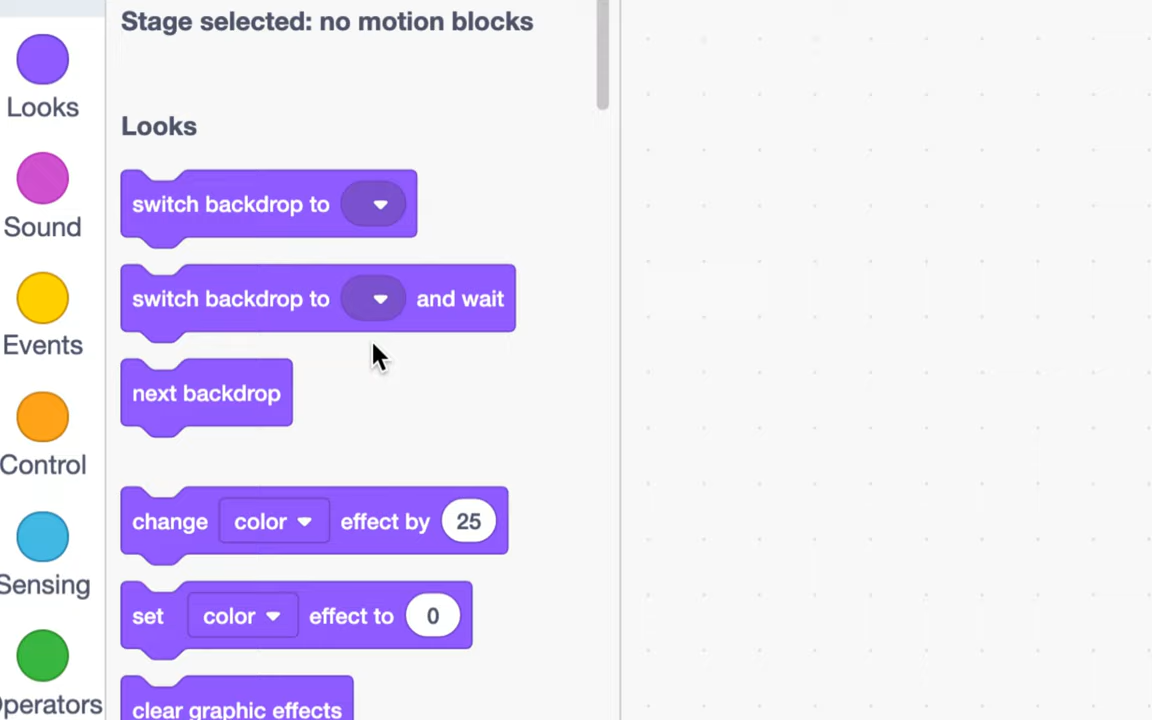 Stage selected: no motion blocks
Looks
Looks
switch backdrop to
Sound
switch backdrop to and wait
Events
next backdrop
Control
change color effect by 25
Sensing
set color effect to 0
perators
clear graphic effects